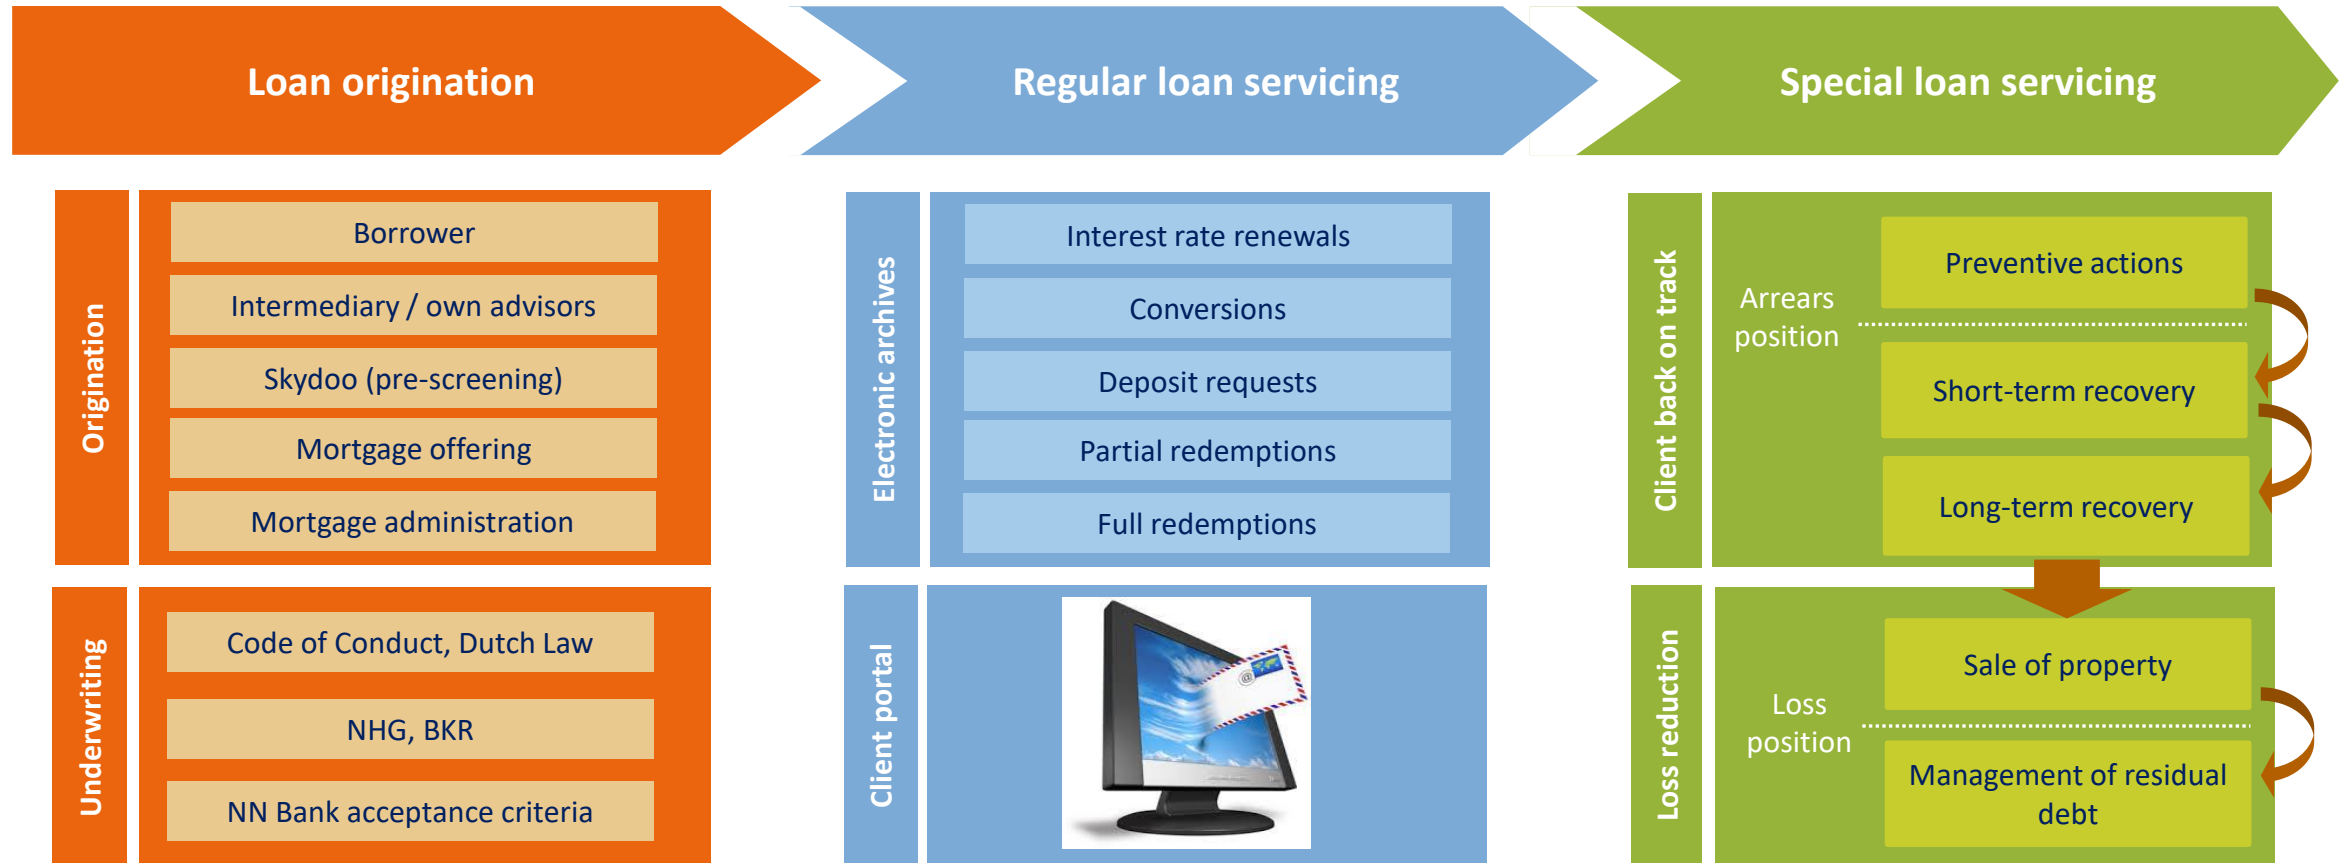 Loan origination
Regular loan servicing
Special loan servicing
Origination
Borrower
Intermediary / own advisors
Skydoo (pre-screening)
Mortgage offering
Mortgage administration
Underwriting
Code of Conduct, Dutch Law
NHG, BKR
NN Bank acceptance criteria
Electronic archives
Interest rate renewals
Conversions
Deposit requests
Partial redemptions
Full redemptions
Client portal
@
Client back on track
Arrears
position
Preventive actions
Short-term recovery
Long-term recovery
Loss reduction
Loss
position
Sale of property
Management of residual
debt